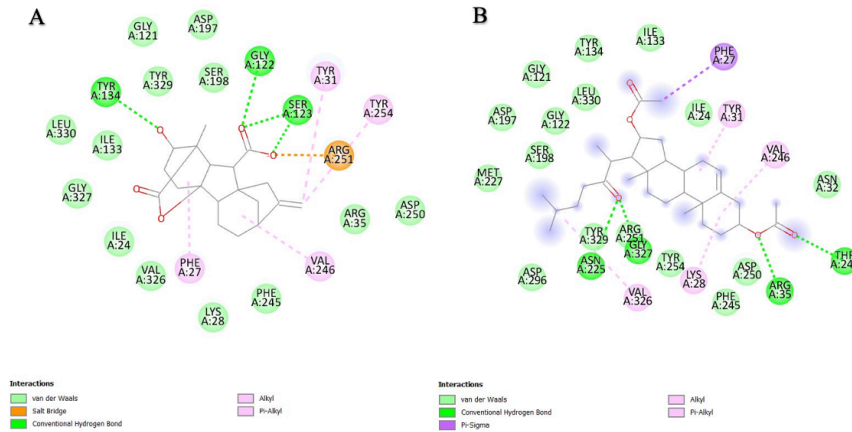 A
GLY
A:121
ASP
A:197
GLY
A:122
TYR
A:134
TYR
A:329
SER
A:198
TYR
A:31
SER
A:123
TYR
A:254
LEU
A:330
ILE
A:133
ARG
A:251
GLY
A:327
ARG
A:35
ASP
A:250
ILE
A:24
VAL
A:326
PHE
A:27
VAL
A:246
LYS
A:28
PHE
A:245
Interactions
van der Waals
Salt Bridge
Conventional Hydrogen Bond
Alkyl
Pi-Alkyl
B
TYR
A:134
ILE
A:133
PHE
A:27
GLY
A:121
LEU
A:330
ASP
A:197
GLY
A:122
ILE
A:24
TYR
A:31
SER
A:198
VAL
A:246
MET
A:227
ASN
A:32
TYR
A:329
ARG
A:251
GLY
A:327
ASN
A:225
TYR
A:254
ASP
A:296
LYS
A:28
ASP
A:250
VAL
A:326
PHE
A:245
ARG
A:35
Interactions
van der Waals
Conventional Hydrogen Bond
Pi-Sigma
Alkyl
Pi-Alkyl